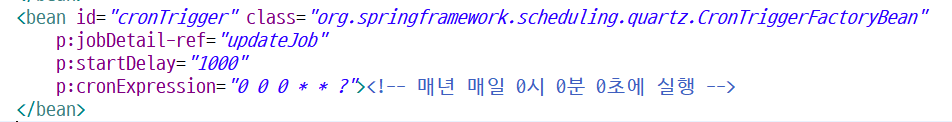 <bean id="cronTrigger" class="org.springframework.scheduling.quartz.CronTriggerFactoryBean"
p:jobDetail-ref="updateJob"
p:startDelay="1000"
p:cronExpression="0 0 0 * * ?"><!-- 매년 매일 0시 0분 0초에 실행 -->
</bean>